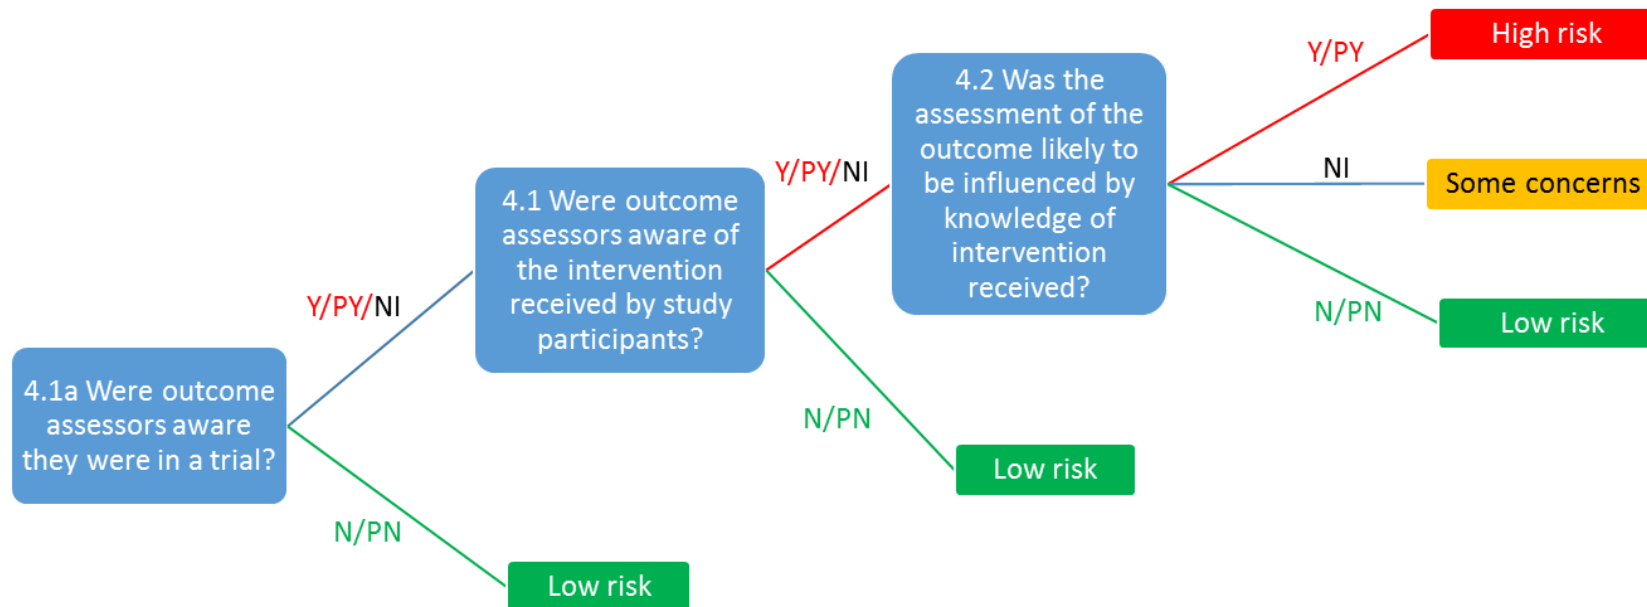 4.1a Were outcome
assessors aware
they were in a trial?
Y/PY/NI
N/PN
Low risk
4.1 Were outcome
assessors aware of
the intervention
received by study
participants?
Y/PY/NI
N/PN
Low risk
4.2 Was the
assessment of the
outcome likely to
be influenced by
knowledge of
intervention
received?
Y/PY
High risk
NI
Some concerns
N/PN
Low risk